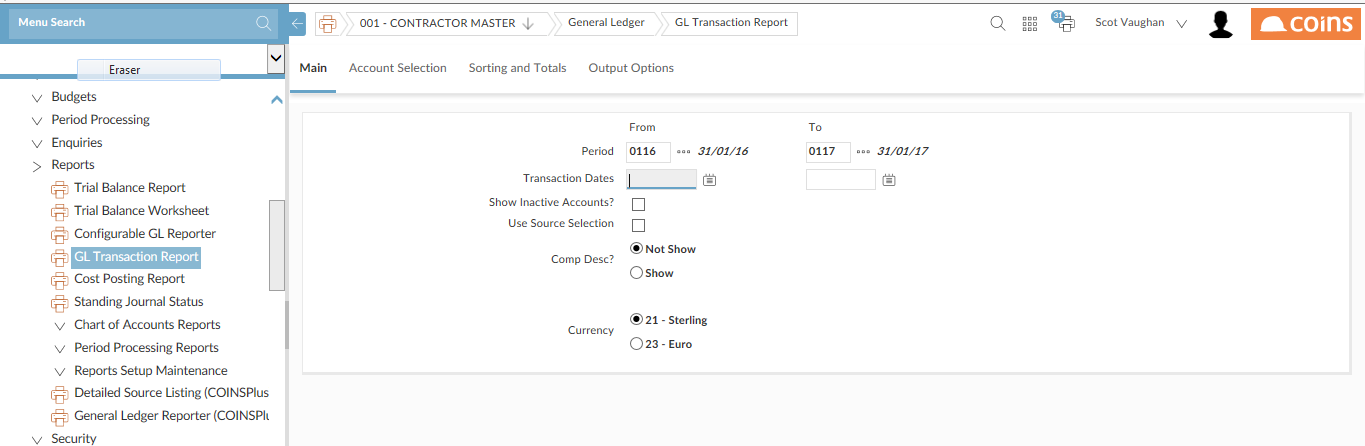 Menu Search
001 - CONTRACTOR MASTER
General Ledger
GL Transaction Report
31
Scot Vaughan
coins
Eraser
Main
Account Selection
Sorting and Totals
Output Options
Budgets
Period Processing
Enquiries
Reports
Trial Balance Report
Trial Balance Worksheet
Configurable GL Reporter
GL Transaction Report
Cost Posting Report
Standing Journal Status
Chart of Accounts Reports
Period Processing Reports
Reports Setup Maintenance
Detailed Source Listing (COINSPlus
General Ledger Reporter (COINSPlu
Security
From To
Period 0116 31/01/16 0117 31/01/17
Transaction Dates
Show Inactive Accounts?
Use Source Selection
Comp Desc? Not Show
Show
Currency 21 - Sterling
23 - Euro